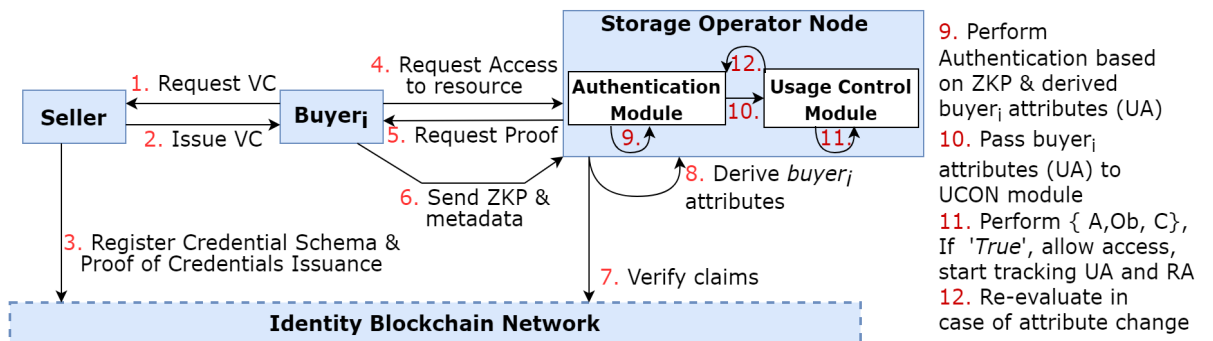 Storage Operator Node
1. Request VC
Seller
Buyeri
2. Issue VC
3. Register Credential Schema &
Proof of Credentials Issuance
4. Request Access
to resource
5. Request Proof
6. Send ZKP &
metadata
Authentication
Module
9.
10.
12.
Usage Control
Module
11.
8. Derive buyeri
attributes
7. Verify claims
Identity Blockchain Network
9. Perform
Authentication based
on ZKP & derived
buyeri attributes (UA)
10. Pass buyeri
attributes (UA) to
UCON module
11. Perform { A,Ob, C},
If 'True', allow access,
start tracking UA and RA
12. Re-evaluate in
case of attribute change